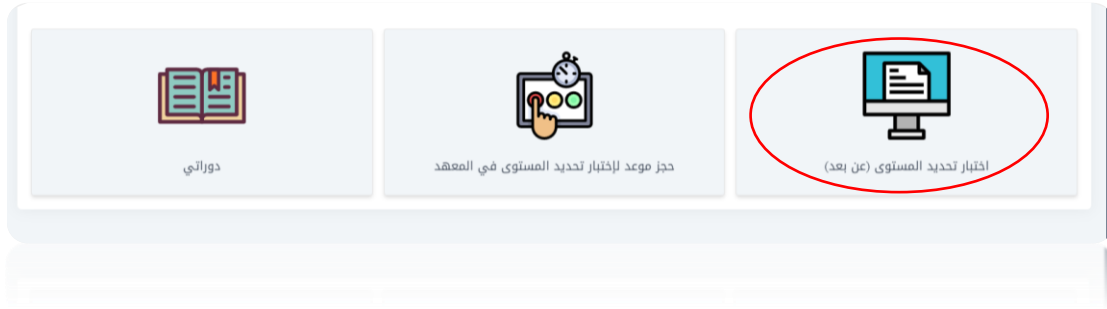 اختبار تحديد المستوى (عن بعد)
حجز موعد لإختبار تحديد المستوى في المعهد
دوراتي